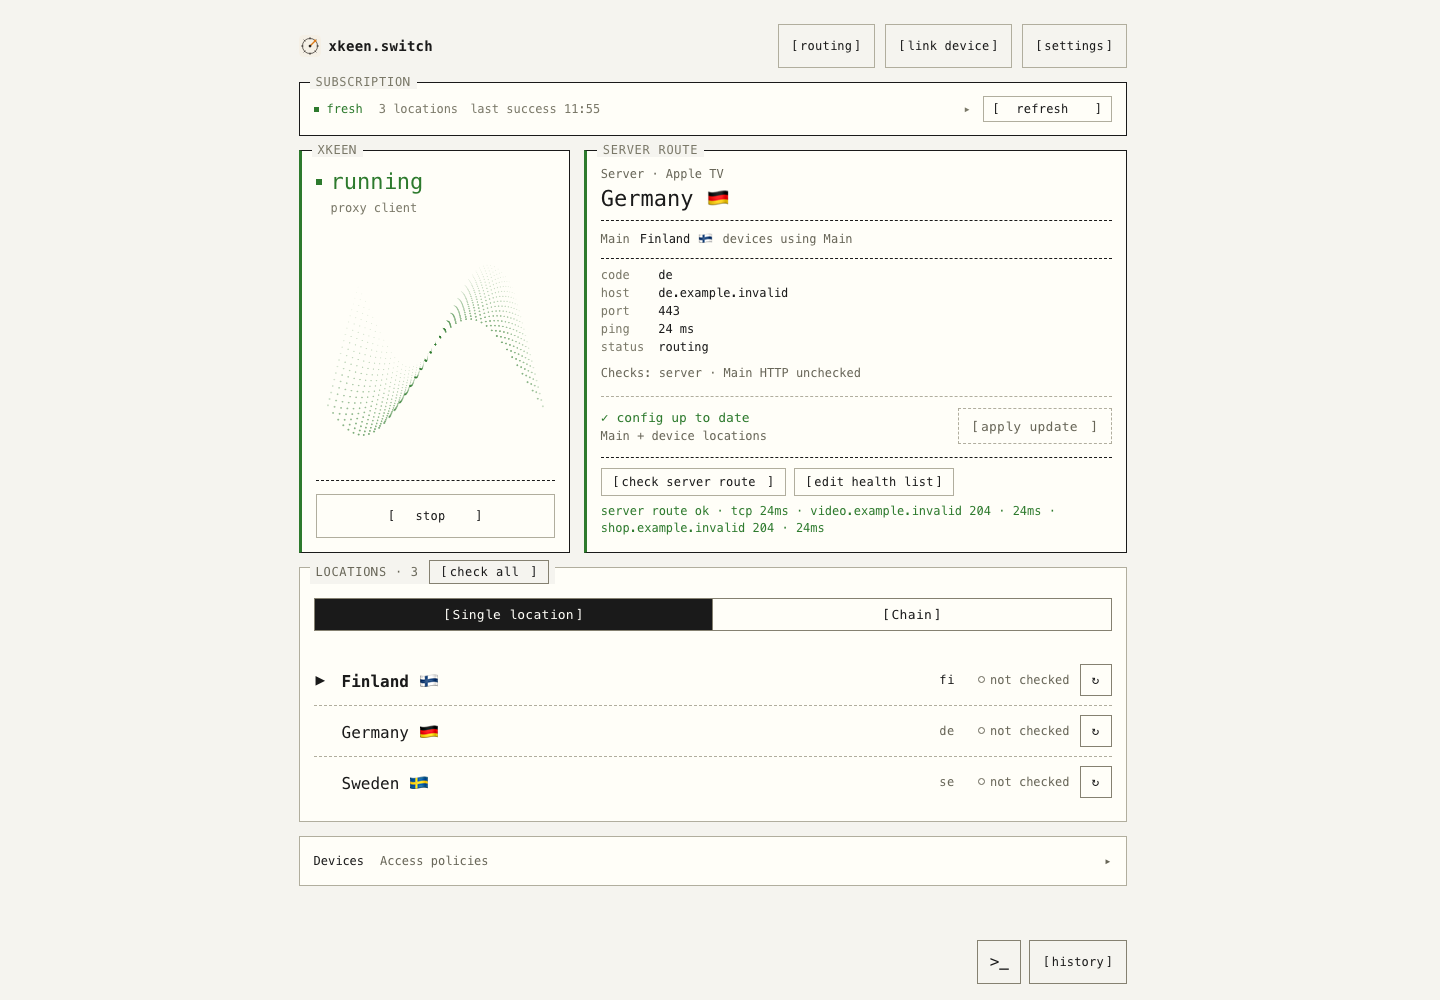 xkeen.switch
[routing] [link device] [settings]
SUBSCRIPTION
fresh 3 locations last success 11:55 ▸ [ refresh ]
XKEEN
running
proxy client
[ stop ]
SERVER ROUTE
Server · Apple TV
Germany 🇩🇪
Main Finland 🇫🇮 devices using Main
code de
host de.example.invalid
port 443
ping 24 ms
status routing
Checks: server · Main HTTP unchecked
✓ config up to date
Main + device locations
[apply update ]
[check server route ] [edit health list]
server route ok · tcp 24ms · video.example.invalid 204 · 24ms ·
shop.example.invalid 204 · 24ms
LOCATIONS · 3 [check all ]
[Single location] [Chain]
▶ Finland 🇫🇮 fi ○ not checked ↻
Germany 🇩🇪 de ○ not checked ↻
Sweden 🇸🇪 se ○ not checked ↻
Devices Access policies ▸
>_ [history]